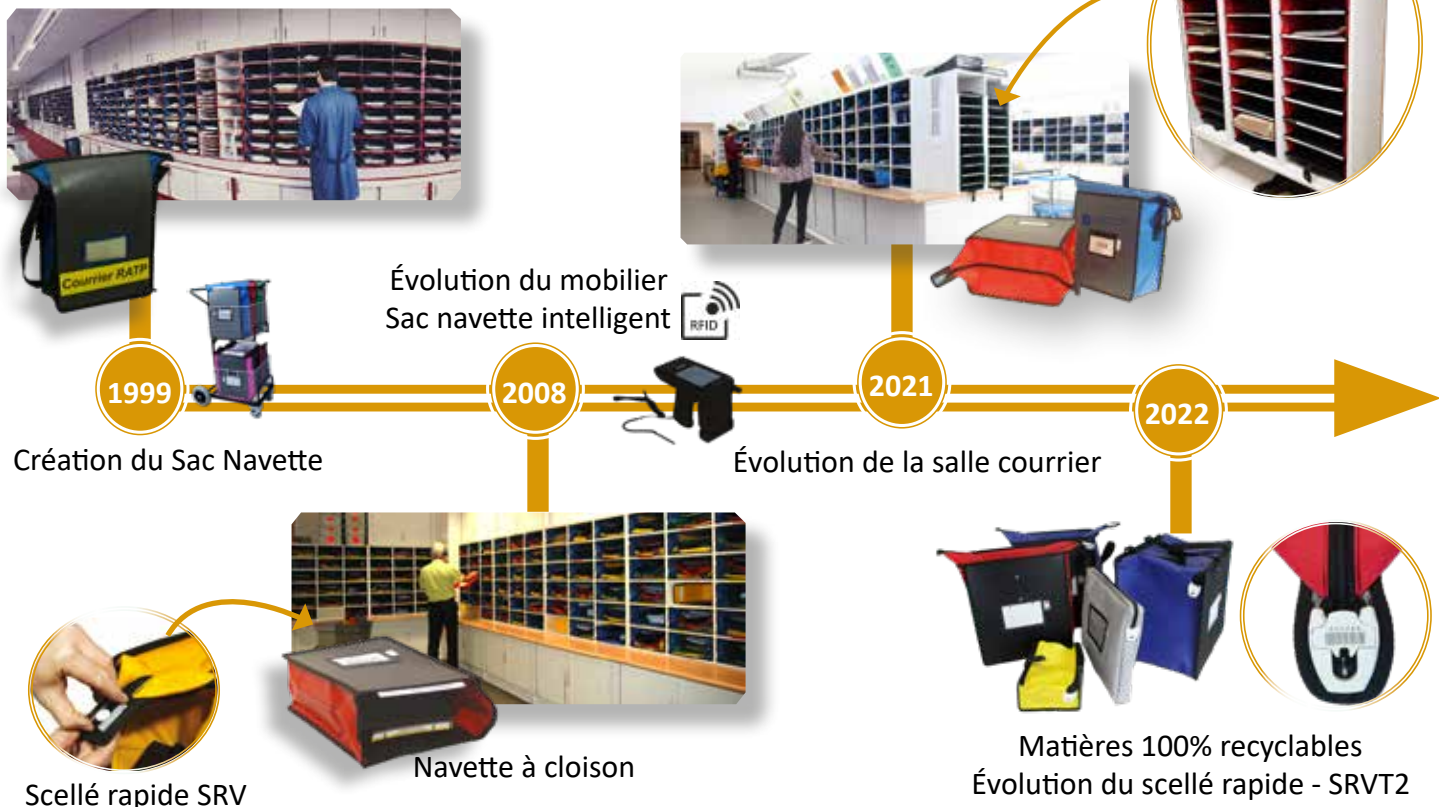 Courrier RATP
Évolution du mobilier
Sac navette intelligent
RFID
1999
2008
2021
2022
Création du Sac Navette
Évolution de la salle courrier
Navette à cloison
Scellé rapide SRV
Matières 100% recyclables
Évolution du scellé rapide - SRVT2